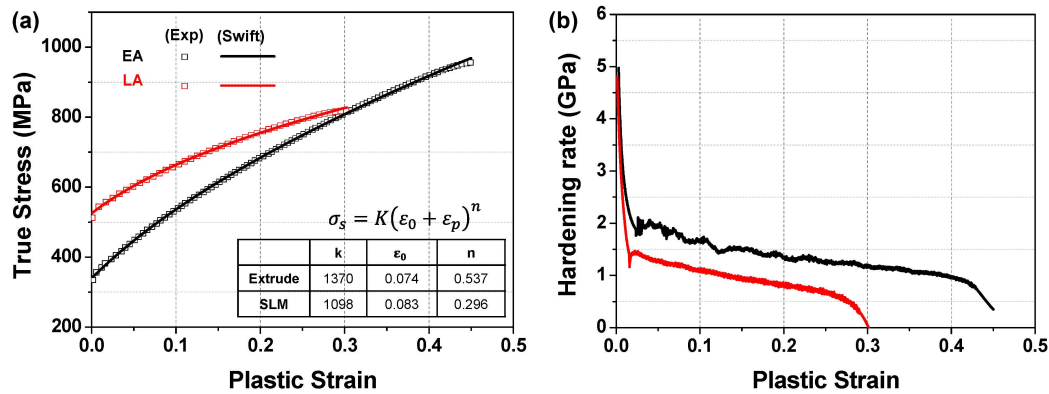 (a)
(Exp) (Swift)
EA
LA
True Stress (MPa)
1000
800
600
400
200
σₛ = K(ε₀ + εₚ)ⁿ
k ε₀ n
Extrude 1370 0.074 0.537
SLM 1098 0.083 0.296
0.0 0.1 0.2 0.3 0.4 0.5
Plastic Strain
(b)
Hardening rate (GPa)
6
5
4
3
2
1
0
0.0 0.1 0.2 0.3 0.4 0.5
Plastic Strain